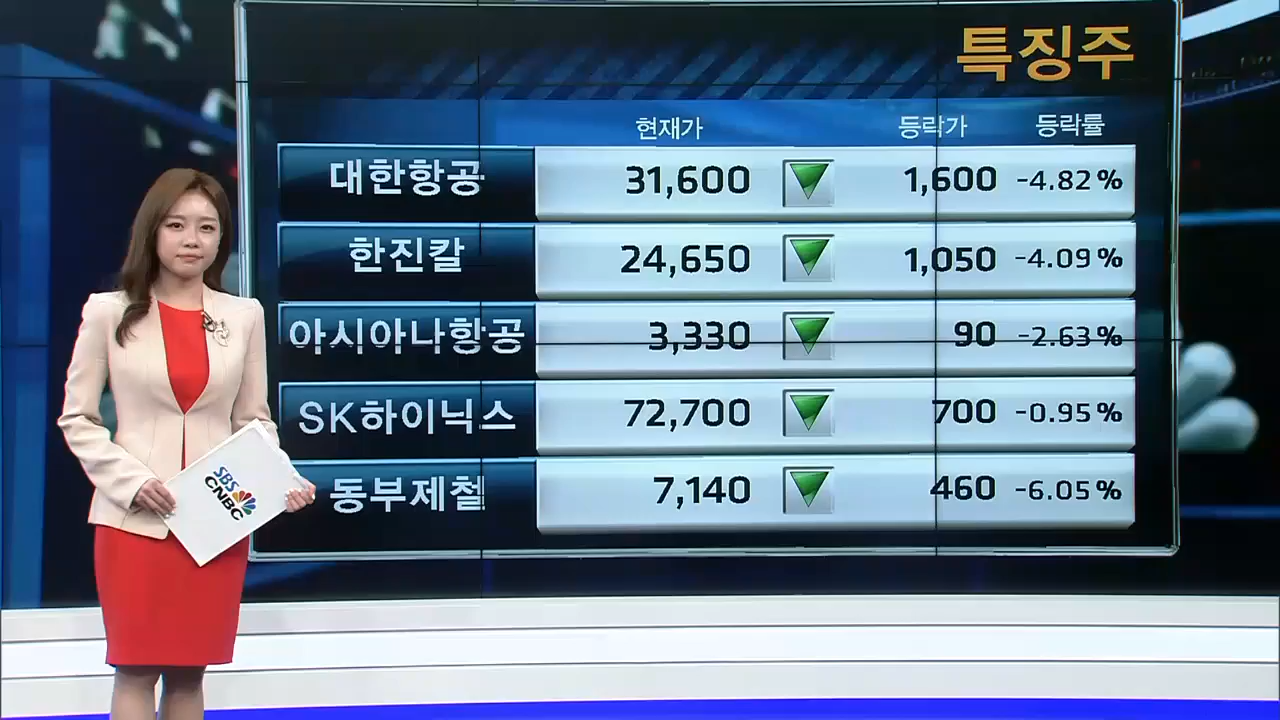 특징주
현재가 등락가 등락률
대한항공 31,600 ▼ 1,600 -4.82%
한진칼 24,650 ▼ 1,050 -4.09%
아시아나항공 3,330 ▼ 90 -2.63%
SK하이닉스 72,700 ▼ 700 -0.95%
동부제철 7,140 ▼ 460 -6.05%
SBS
CNBC